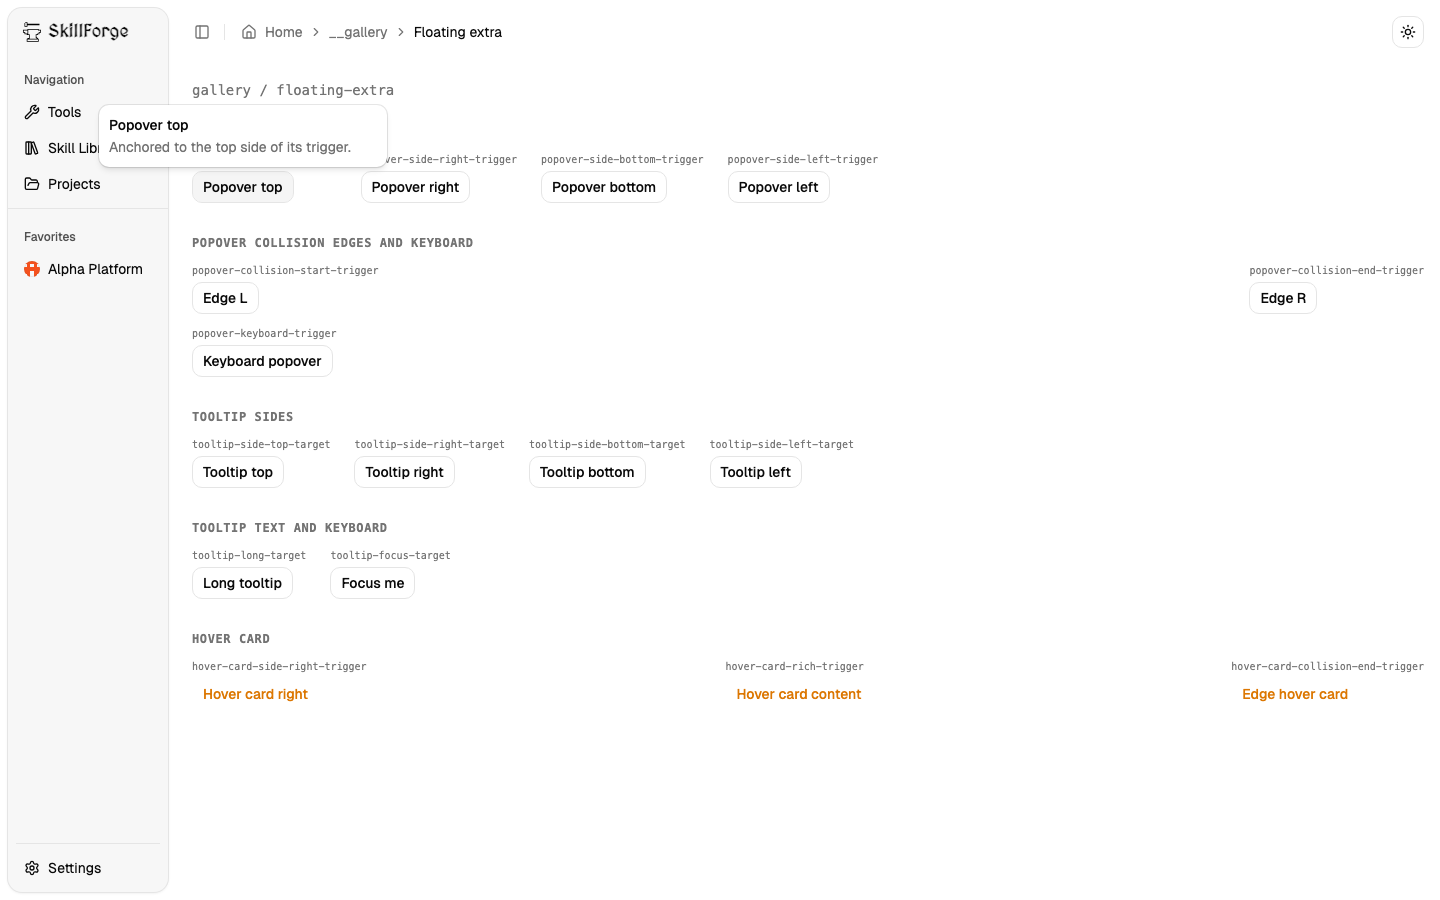 SkillForge
Home > __gallery > Floating extra
Navigation
Tools
Skill Lib
Projects
Favorites
Alpha Platform
Settings
gallery / floating-extra
Popover top
Anchored to the top side of its trigger.
ver-side-right-trigger popover-side-bottom-trigger popover-side-left-trigger
Popover top Popover right Popover bottom Popover left
POPOVER COLLISION EDGES AND KEYBOARD
popover-collision-start-trigger popover-collision-end-trigger
Edge L Edge R
popover-keyboard-trigger
Keyboard popover
TOOLTIP SIDES
tooltip-side-top-target tooltip-side-right-target tooltip-side-bottom-target tooltip-side-left-target
Tooltip top Tooltip right Tooltip bottom Tooltip left
TOOLTIP TEXT AND KEYBOARD
tooltip-long-target tooltip-focus-target
Long tooltip Focus me
HOVER CARD
hover-card-side-right-trigger hover-card-rich-trigger hover-card-collision-end-trigger
Hover card right Hover card content Edge hover card